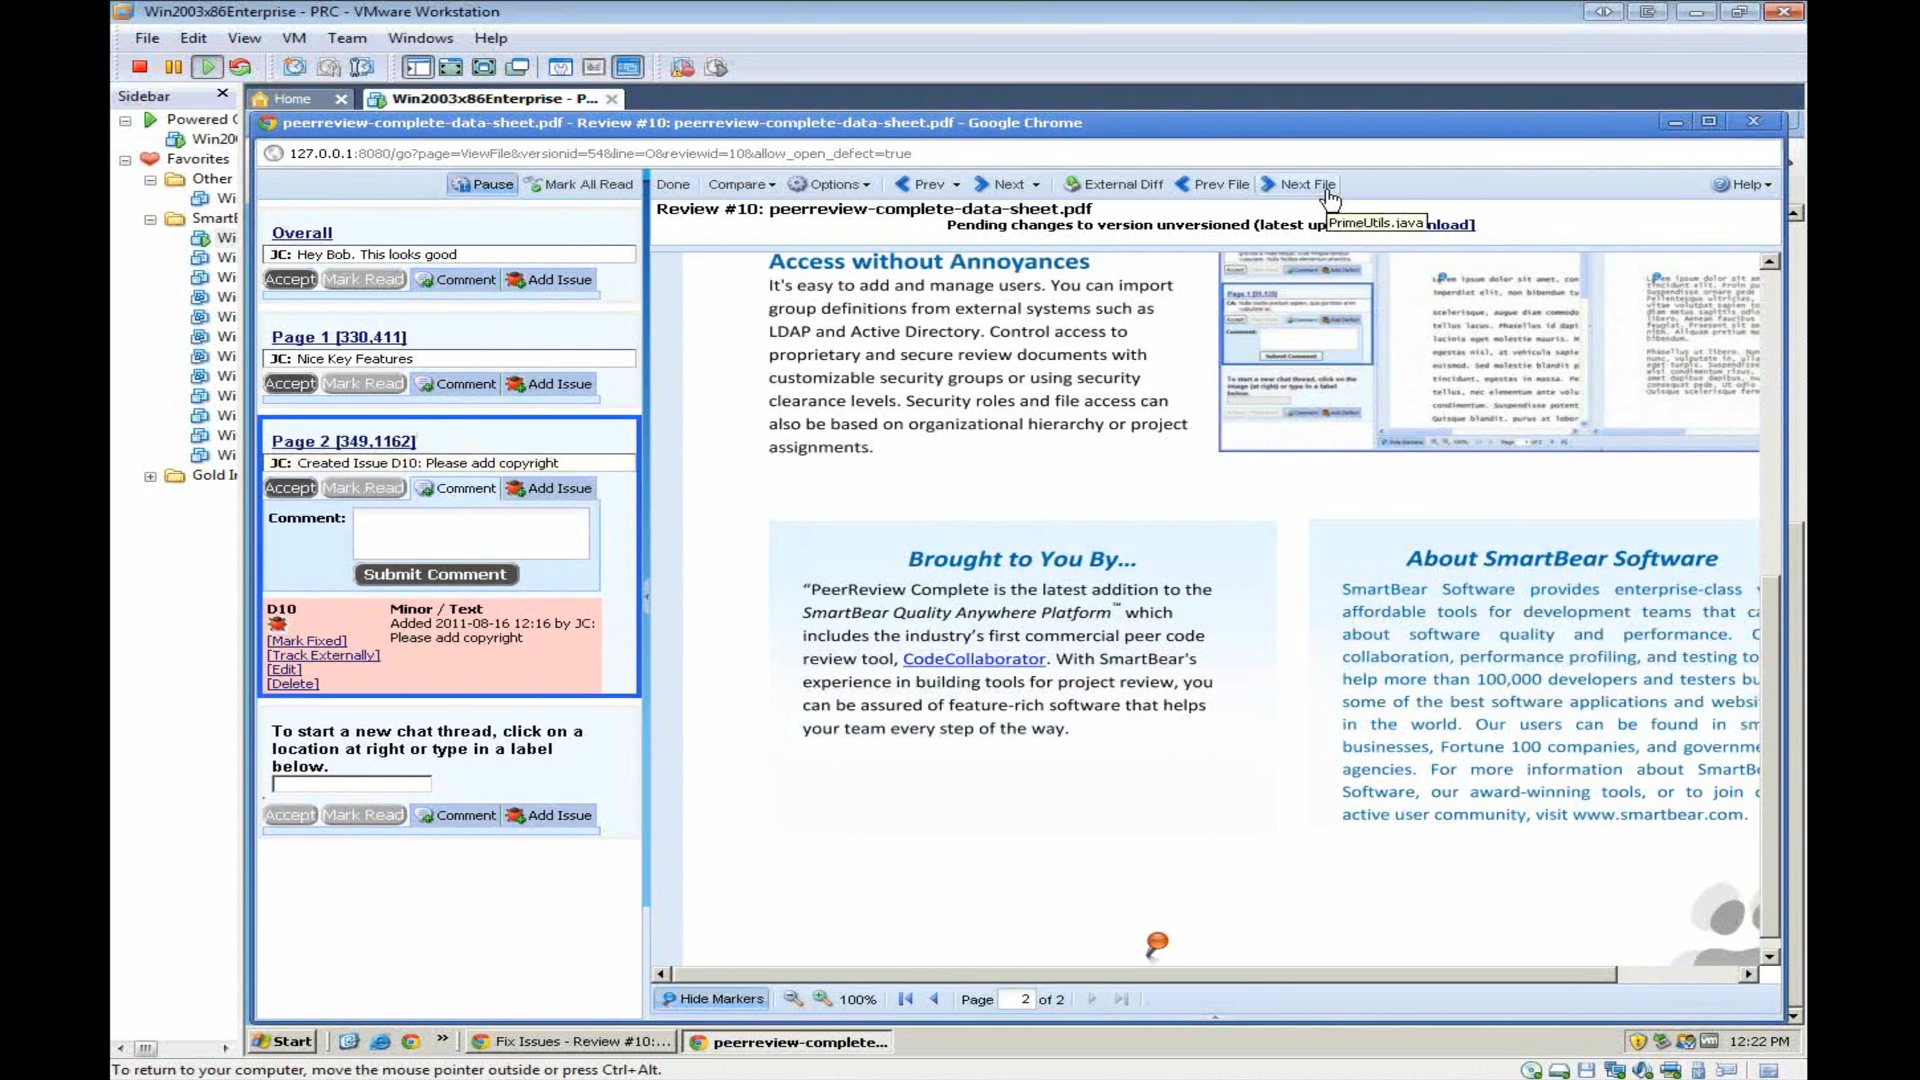 Win2003x86Enterprise - PRC - VMware Workstation
File Edit View VM Team Windows Help
Sidebar
Home
Win2003x86Enterprise - P...
Powered
Win20
Favorites
Other
Wi
SmartB
Wi
Wi
Wi
Wi
Wi
Wi
Wi
Wi
Wi
Wi
Wi
Wi
Gold I
peerreview-complete-data-sheet.pdf - Review #10: peerreview-complete-data-sheet.pdf - Google Chrome
127.0.0.1:8080/go?page=ViewFile&versionid=54&line=0&reviewid=10&allow_open_defect=true
Pause Mark All Read
Done Compare Options Prev Next External Diff Prev File Next File Help
Review #10: peerreview-complete-data-sheet.pdf
Pending changes to version unversioned (latest up nload]
PrimeUtils.java
Overall
JC: Hey Bob. This looks good
Accept Mark Read Comment Add Issue
Page 1 [330,411]
JC: Nice Key Features
Accept Mark Read Comment Add Issue
Page 2 [349,1162]
JC: Created Issue D10: Please add copyright
Accept Mark Read Comment Add Issue
Comment:
Submit Comment
D10 Minor / Text
Added 2011-08-16 12:16 by JC:
Please add copyright
[Mark Fixed]
[Track Externally]
[Edit]
[Delete]
To start a new chat thread, click on a
location at right or type in a label
below.
Accept Mark Read Comment Add Issue
Access without Annoyances
It's easy to add and manage users. You can import
group definitions from external systems such as
LDAP and Active Directory. Control access to
proprietary and secure review documents with
customizable security groups or using security
clearance levels. Security roles and file access can
also be based on organizational hierarchy or project
assignments.
Brought to You By...
“PeerReview Complete is the latest addition to the
SmartBear Quality Anywhere Platform™ which
includes the industry’s first commercial peer code
review tool, CodeCollaborator. With SmartBear's
experience in building tools for project review, you
can be assured of feature-rich software that helps
your team every step of the way.
About SmartBear Software
SmartBear Software provides enterprise-class
affordable tools for development teams that ca
about software quality and performance.
collaboration, performance profiling, and testing to
help more than 100,000 developers and testers bu
some of the best software applications and websi
in the world. Our users can be found in sm
businesses, Fortune 100 companies, and governme
agencies. For more information about SmartBe
Software, our award-winning tools, or to join
active user community, visit www.smartbear.com.
Hide Markers 100% Page 2 of 2
Start
Fix Issues - Review #10:...
peerreview-complete...
12:22 PM
To return to your computer, move the mouse pointer outside or press Ctrl+Alt.